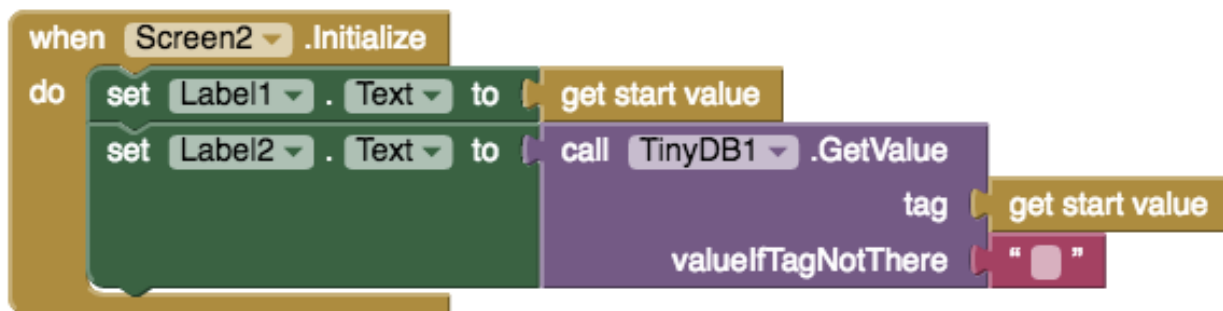 when Screen2 .Initialize
do set Label1 . Text to get start value
set Label2 . Text to call TinyDB1 .GetValue
tag get start value
valueIfTagNotThere “ ”